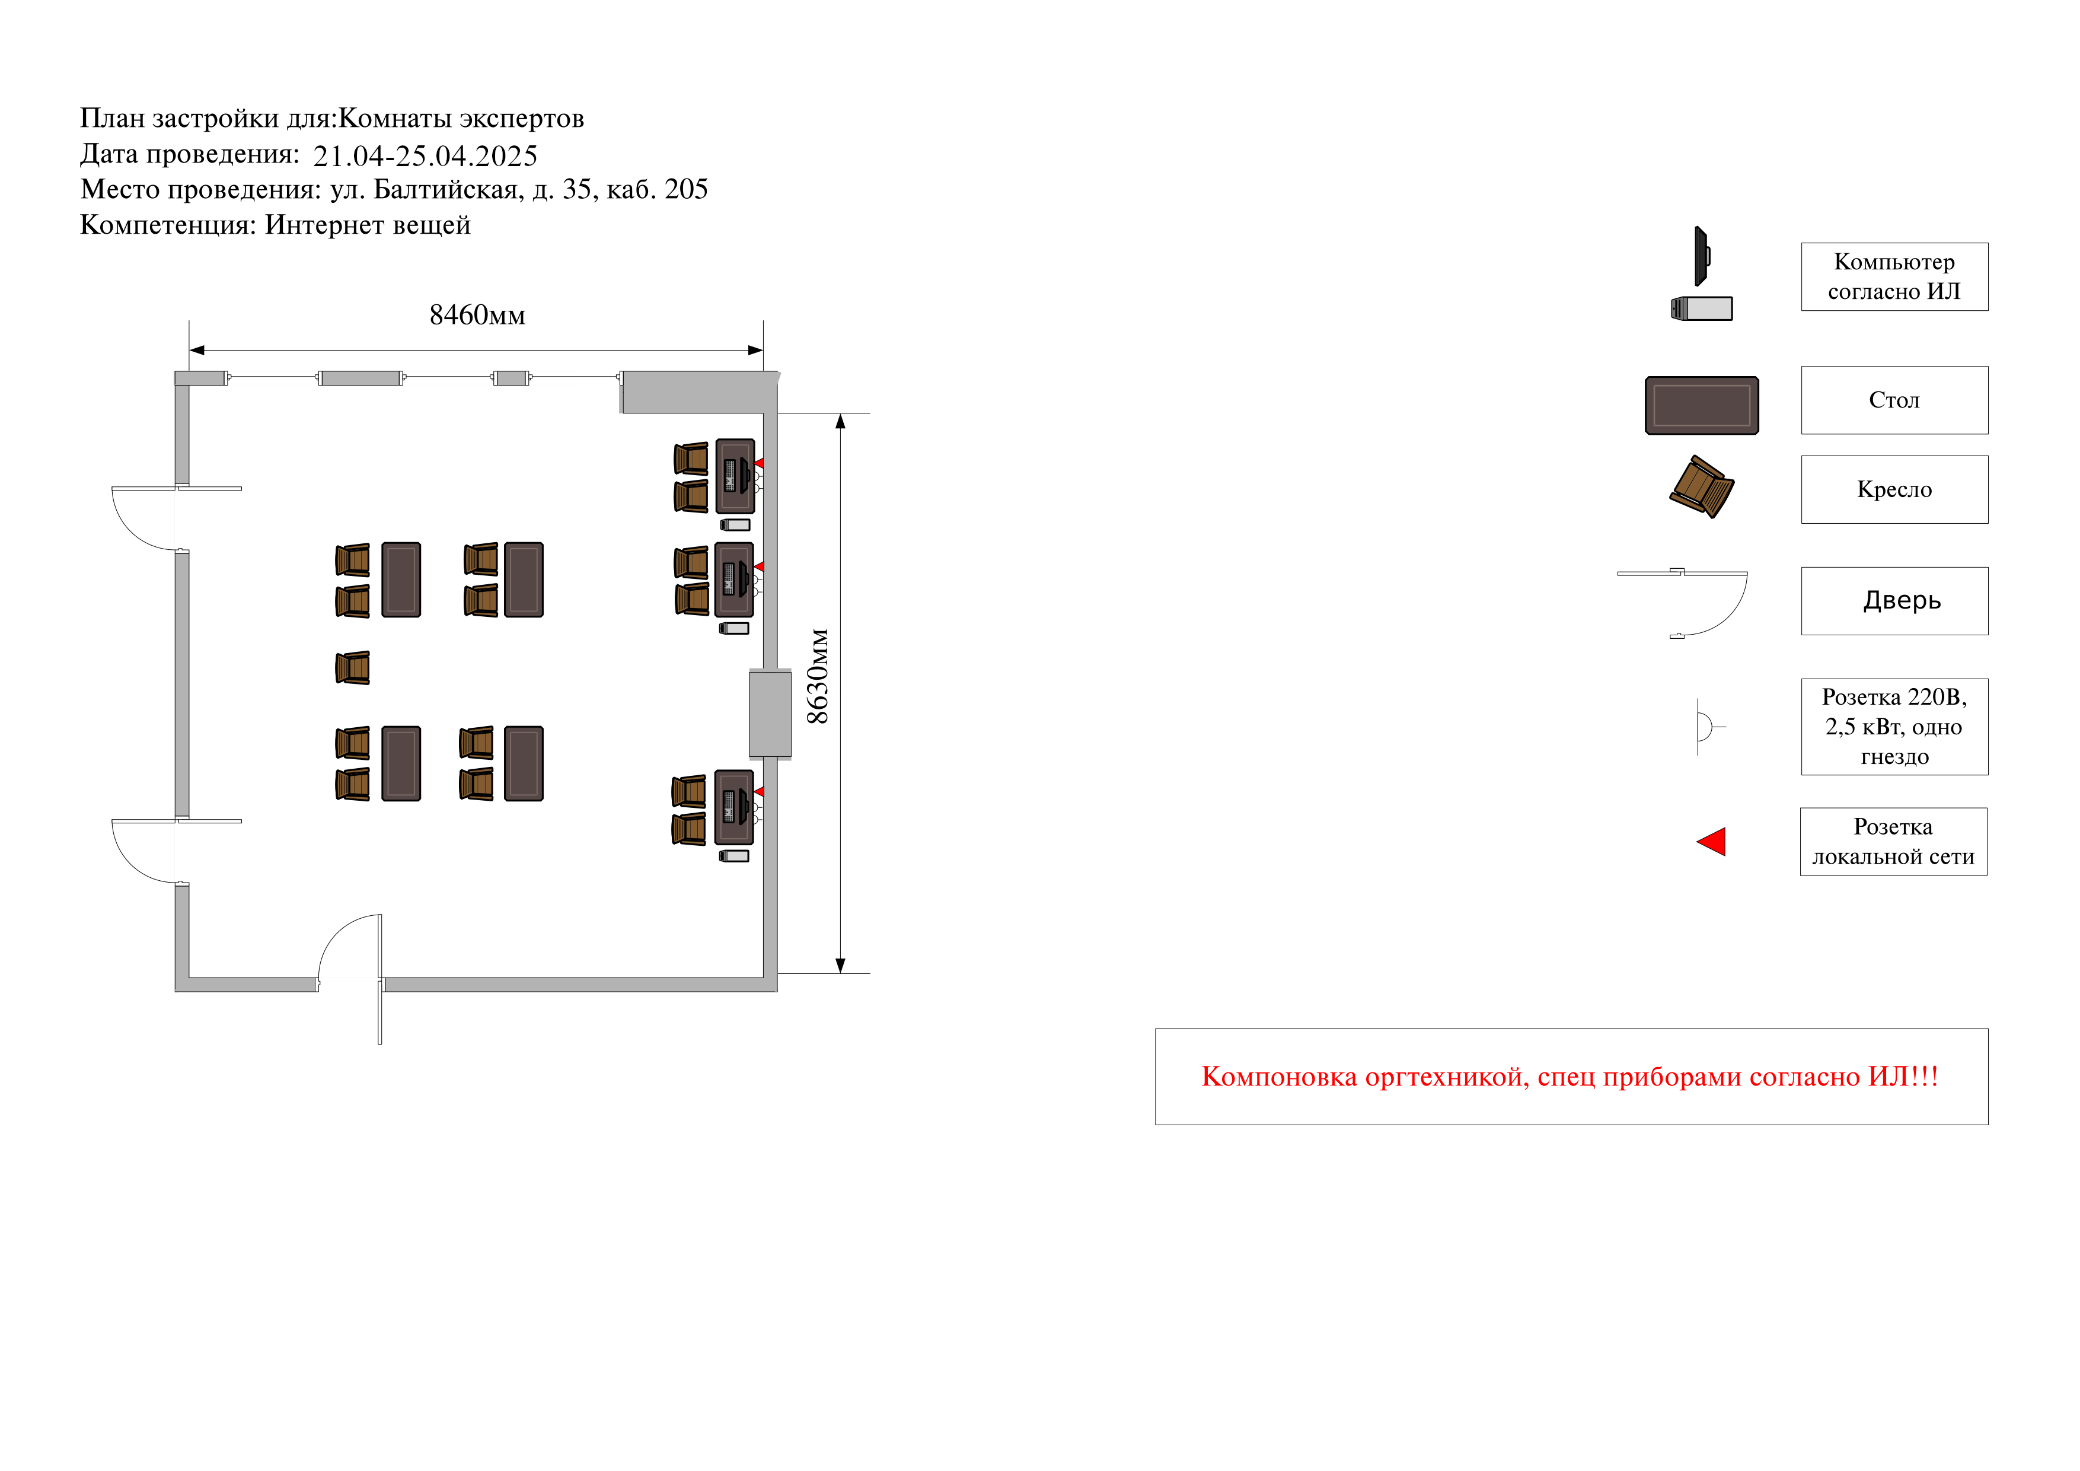 План застройки для:Комнаты экспертов
Дата проведения: 21.04-25.04.2025
Место проведения: ул. Балтийская, д. 35, каб. 205
Компетенция: Интернет вещей
8460мм
8630мм
Компьютер
согласно ИЛ
Стол
Кресло
Дверь
Розетка 220В,
2,5 кВт, одно
гнездо
Розетка
локальной сети
Компоновка оргтехникой, спец приборами согласно ИЛ!!!